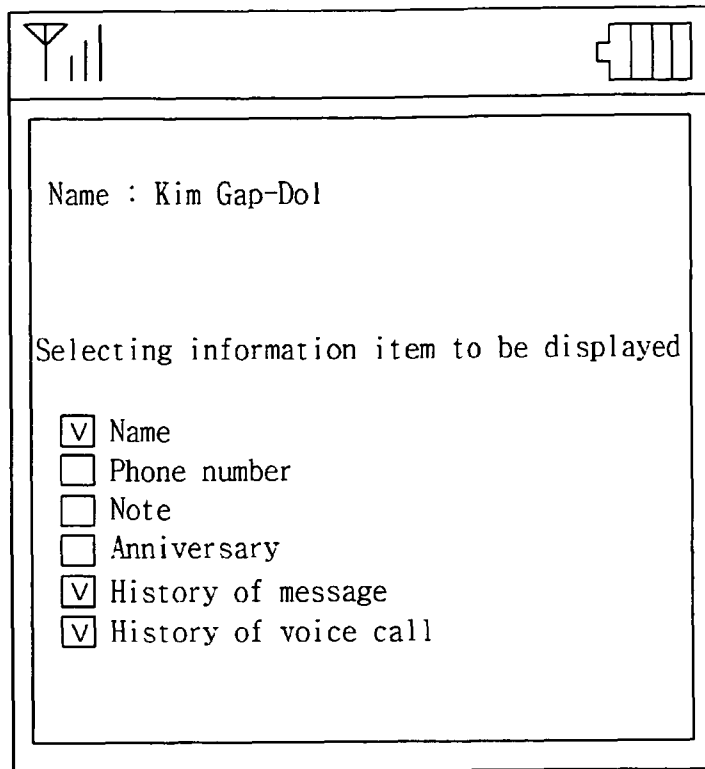 Name : Kim Gap-Dol
Selecting information item to be displayed
V Name
Phone number
Note
Anniversary
V History of message
V History of voice call